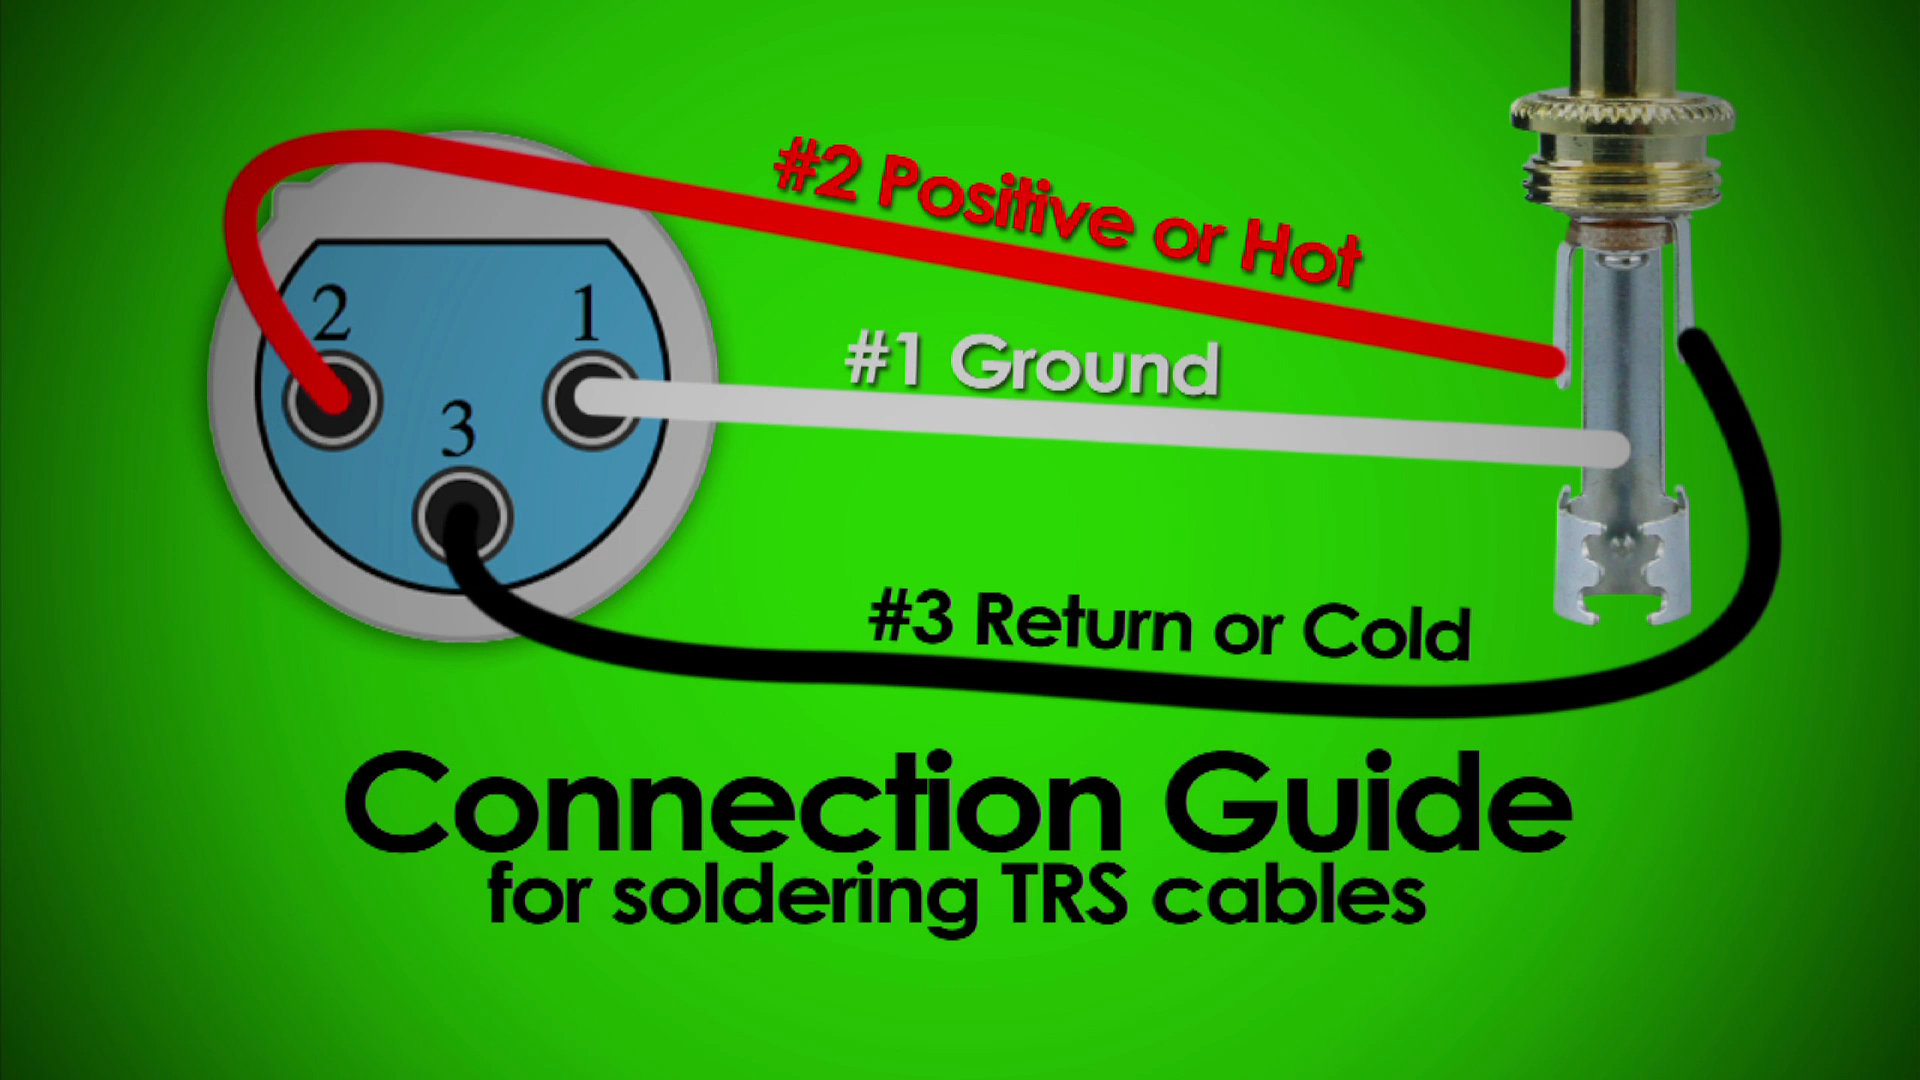 #2 Positive or Hot
2
1
#1 Ground
3
#3 Return or Cold
Connection Guide
for soldering TRS cables